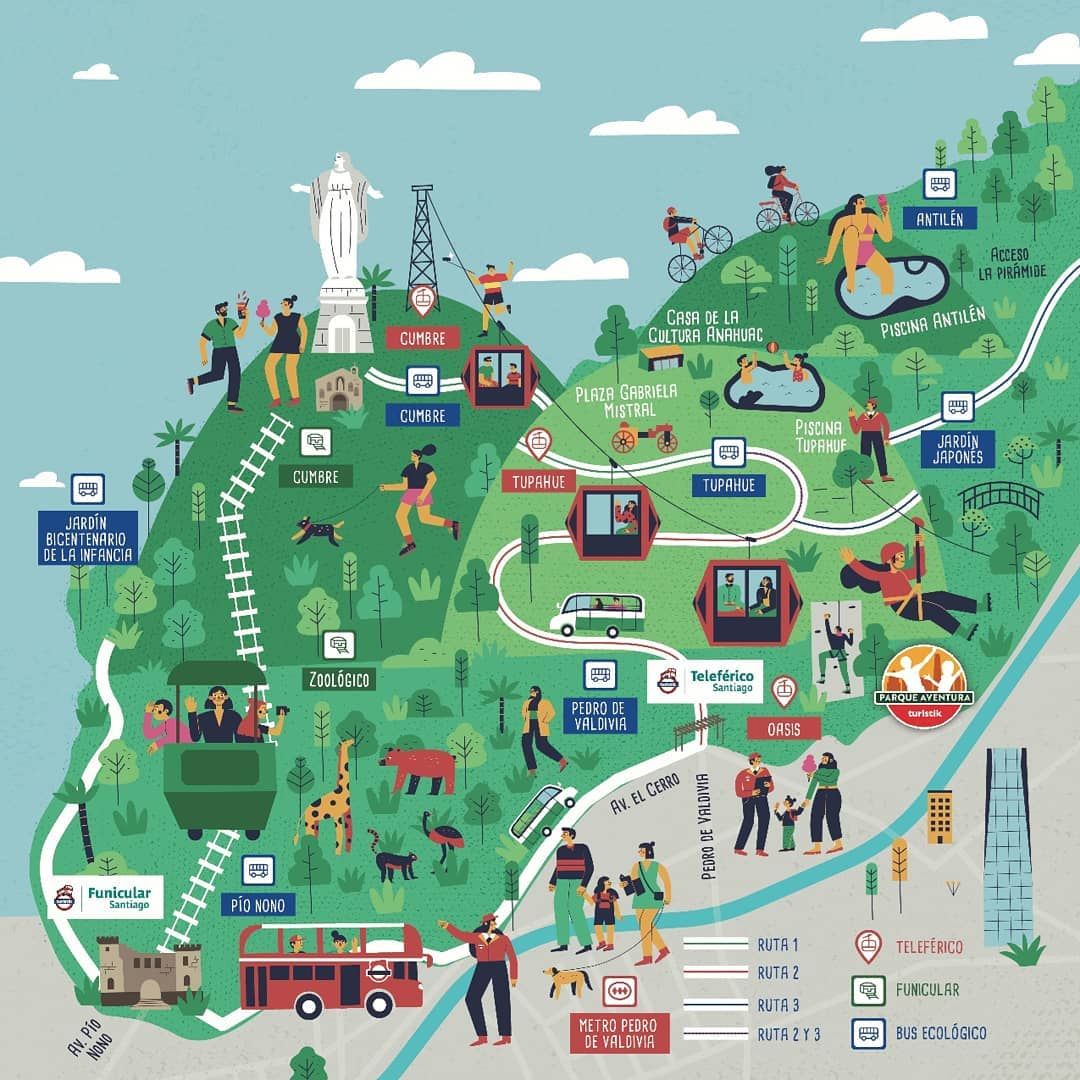 ANTILÉN
ACCESO
LA PIRÁMIDE
PISCINA ANTILÉN
CASA DE LA
CULTURA ANAHUAC
CUMBRE
CUMBRE
PLAZA GABRIELA
MISTRAL
PISCINA
TUPAHUE
JARDÍN
JAPONÉS
CUMBRE
TUPAHUE
TUPAHUE
JARDÍN
BICENTENARIO
DE LA INFANCIA
ZOOLÓGICO
PEDRO DE
VALDIVIA
Teleférico
Santiago
OASIS
PARQUE AVENTURA
turistik
AV. EL CERRO
PEDRO DE VALDIVIA
Funicular
Santiago
PÍO NONO
AV. PÍO
NONO
METRO PEDRO
DE VALDIVIA
RUTA 1
RUTA 2
RUTA 3
RUTA 2 Y 3
TELEFÉRICO
FUNICULAR
BUS ECOLÓGICO